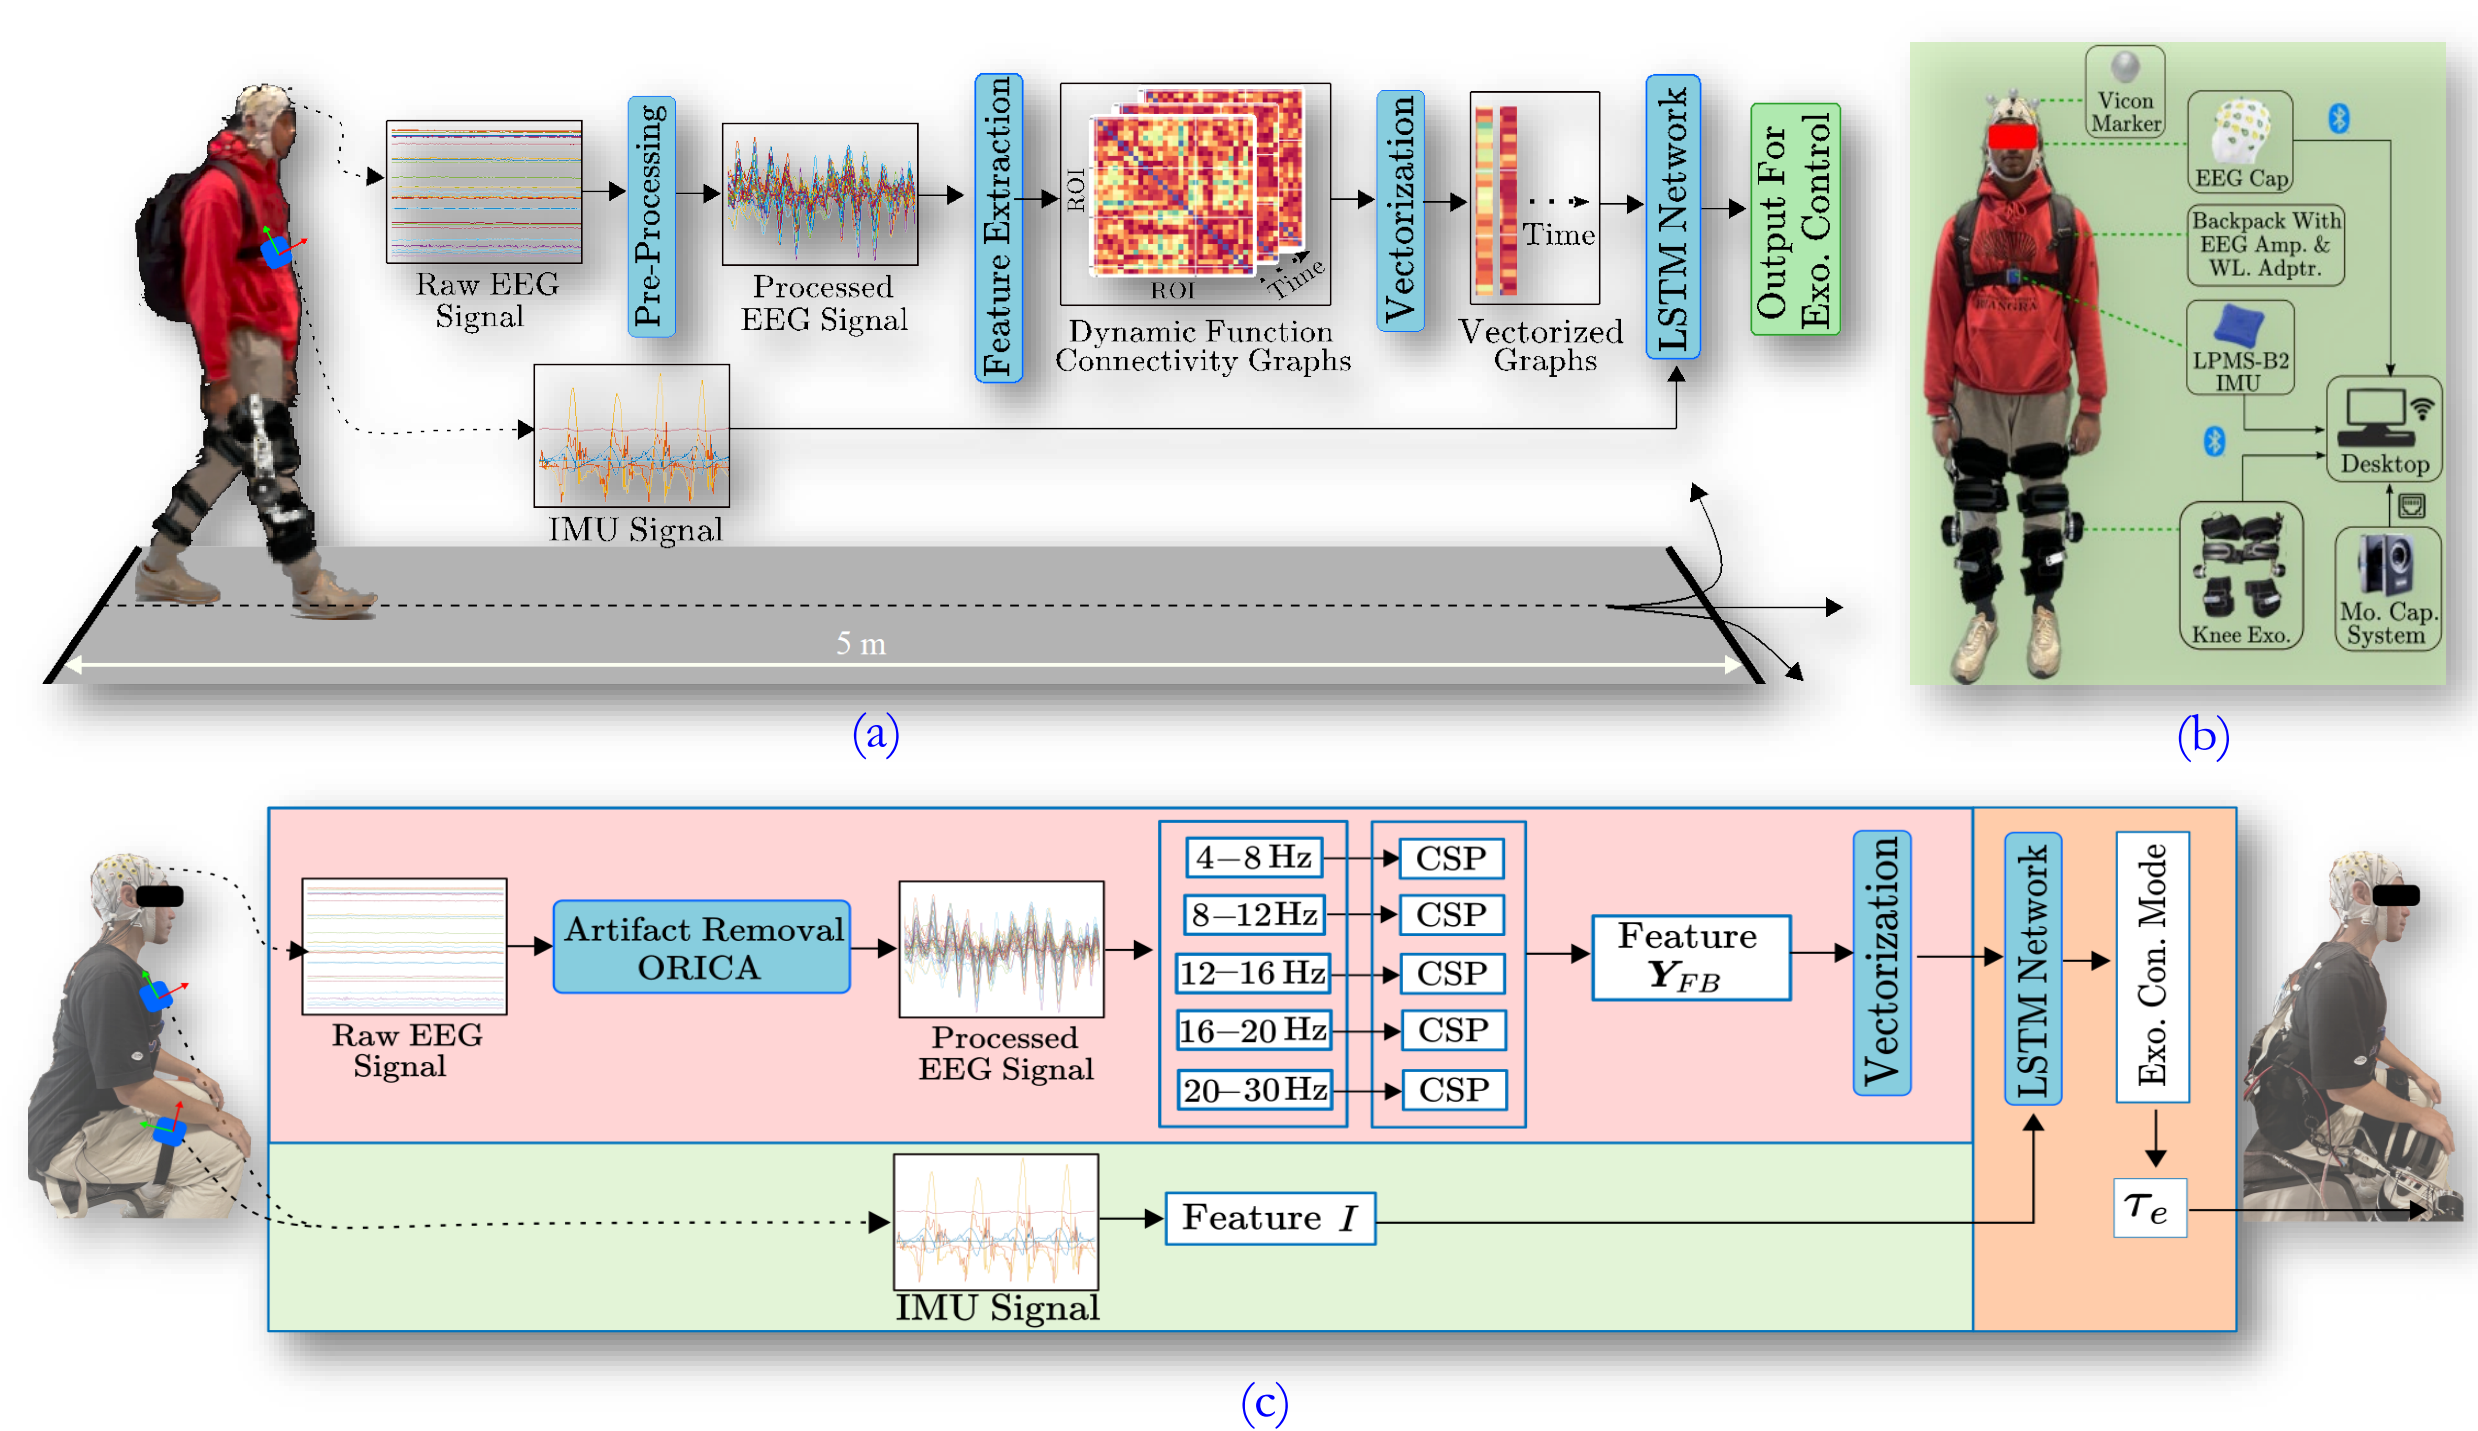 Raw EEG
Signal
Pre-Processing
Processed
EEG Signal
Feature Extraction
ROI
ROI
Time
Dynamic Function
Connectivity Graphs
Vectorization
Time
Vectorized
Graphs
LSTM Network
Output For
Exo. Control
IMU Signal
5 m
(a)
Vicon
Marker
EEG Cap
Backpack With
EEG Amp. &
WL. Adptr.
LPMS-B2
IMU
Desktop
Knee Exo.
Mo. Cap.
System
(b)
Raw EEG
Signal
Artifact Removal
ORICA
Processed
EEG Signal
4–8 Hz
CSP
8–12Hz
CSP
12–16 Hz
CSP
16–20 Hz
CSP
20–30 Hz
CSP
Feature
Y_FB
Vectorization
LSTM Network
Exo. Con. Mode
τ_e
IMU Signal
Feature I
(c)